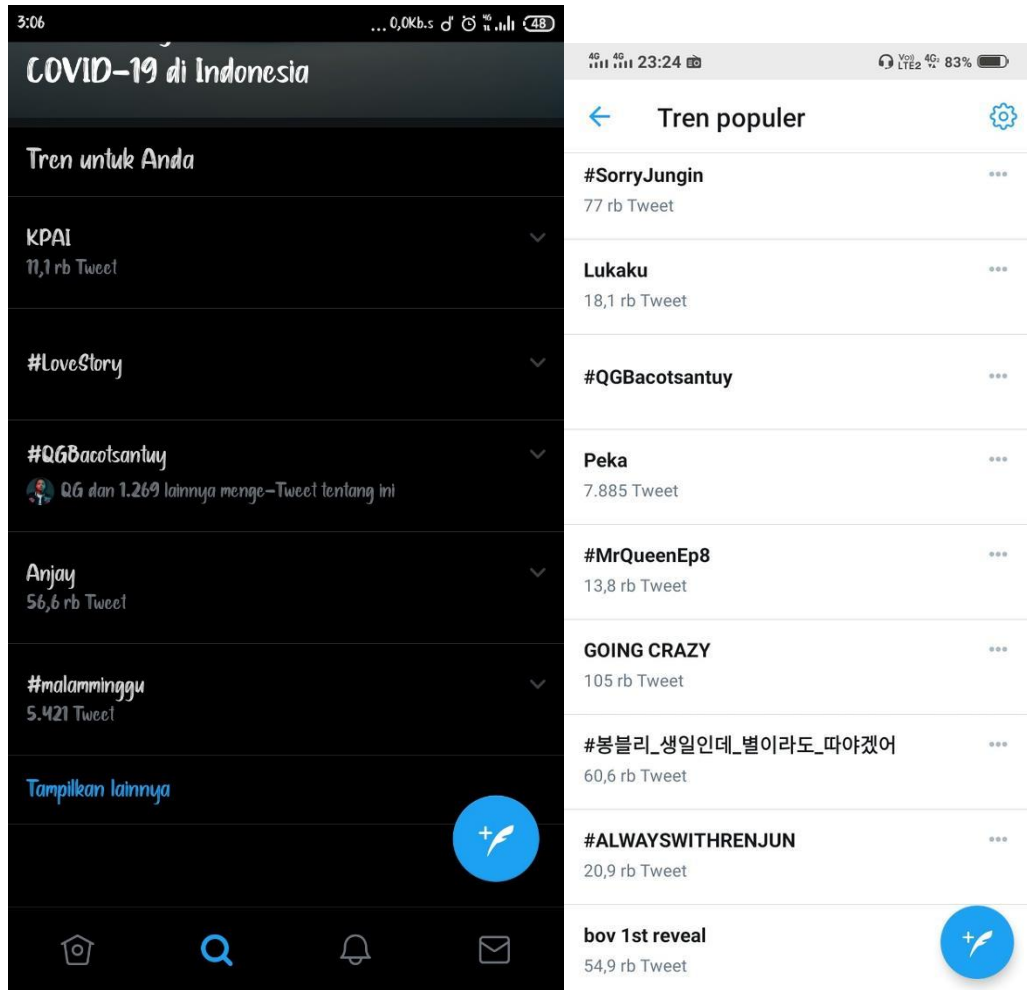 3:06
...0,0Kb.s
48
COVID-19 di Indonesia
Tren untuk Anda
KPAI
11,1 rb Tweet
#LoveStory
#QGBacotsantuy
QG dan 1.269 lainnya menge-Tweet tentang ini
Anjay
56,6 rb Tweet
#malamminggu
5.421 Tweet
Tampilkan lainnya
4G 4G 23:24
Vo) LTE2 4G 83%
Tren populer
#SorryJungin
77 rb Tweet
Lukaku
18,1 rb Tweet
#QGBacotsantuy
Peka
7.885 Tweet
#MrQueenEp8
13,8 rb Tweet
GOING CRAZY
105 rb Tweet
#봉블리_생일인데_별이라도_따야겠어
60,6 rb Tweet
#ALWAYSWITHRENJUN
20,9 rb Tweet
bov 1st reveal
54,9 rb Tweet